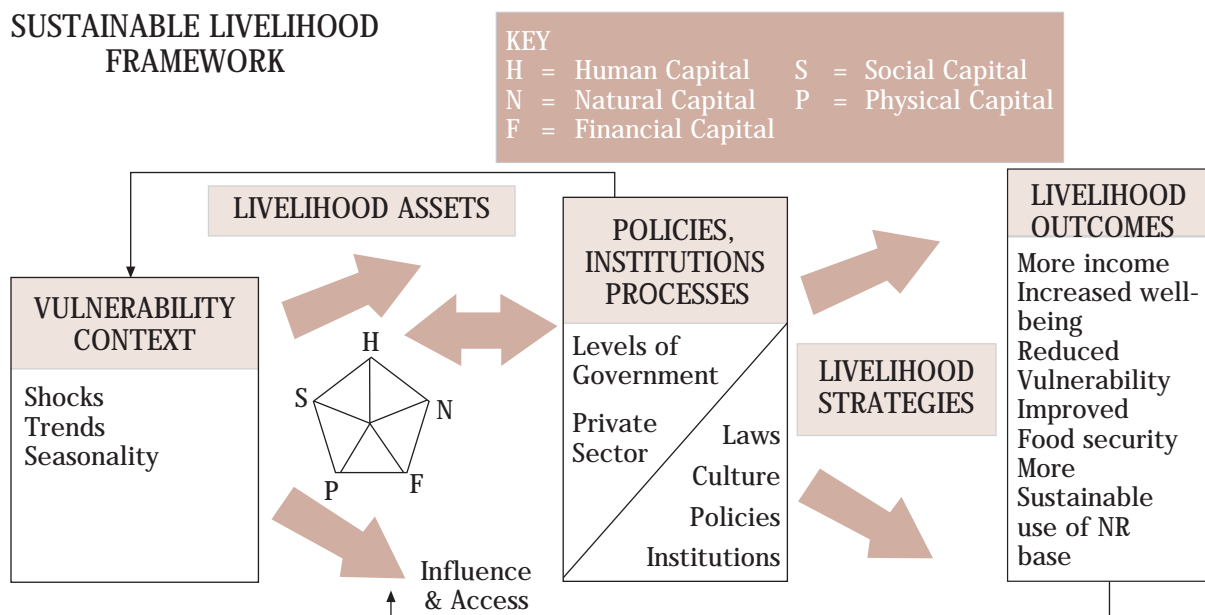 SUSTAINABLE LIVELIHOOD
FRAMEWORK
KEY
H = Human Capital S = Social Capital
N = Natural Capital P = Physical Capital
F = Financial Capital
LIVELIHOOD ASSETS
VULNERABILITY
CONTEXT
Shocks
Trends
Seasonality
H
S
N
P
F
Influence
& Access
POLICIES,
INSTITUTIONS
PROCESSES
Levels of
Government
Private
Sector
Laws
Culture
Policies
Institutions
LIVELIHOOD
STRATEGIES
LIVELIHOOD
OUTCOMES
More income
Increased well-
being
Reduced
Vulnerability
Improved
Food security
More
Sustainable
use of NR
base